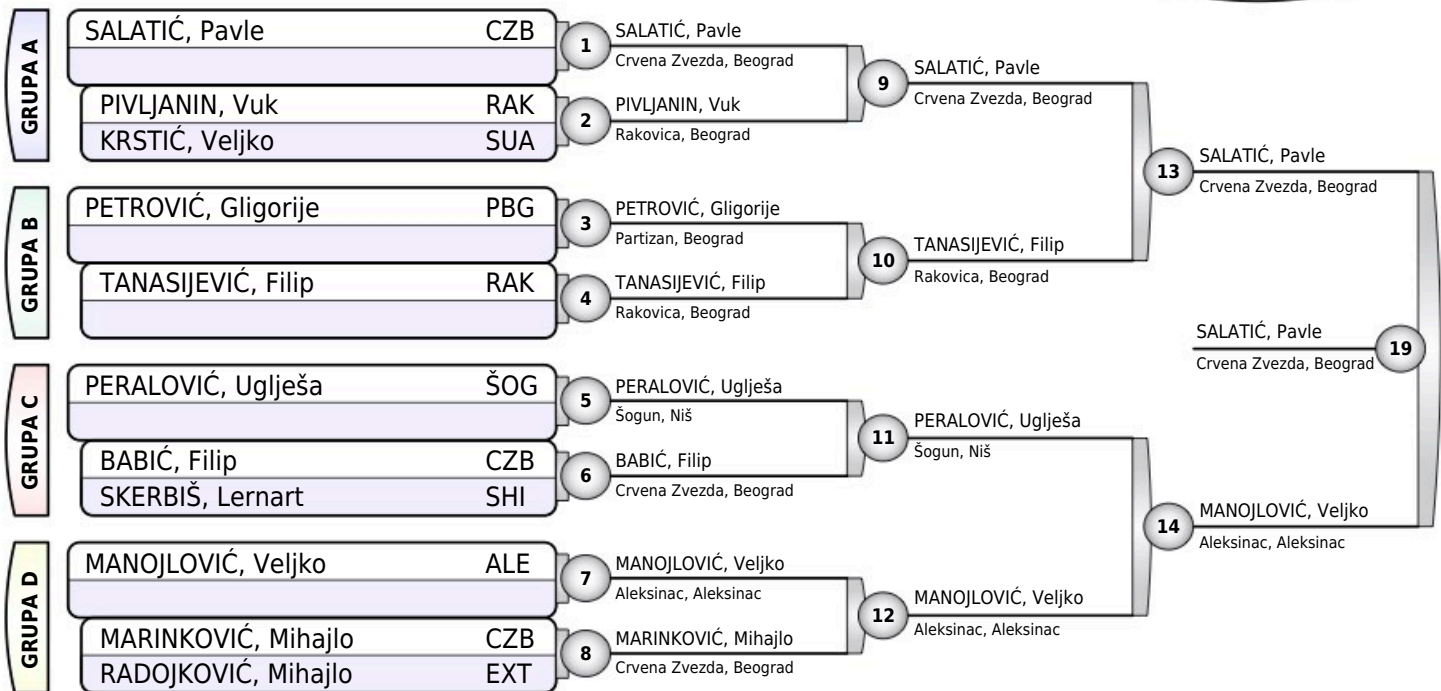 GRUPA A
SALATIĆ, Pavle CZB
PIVLJANIN, Vuk RAK
KRSTIĆ, Veljko SUA
GRUPA B
PETROVIĆ, Gligorije PBG
TANASIJEVIĆ, Filip RAK
GRUPA C
PERALOVIĆ, Uglješa ŠOG
BABIĆ, Filip CZB
SKERBIŠ, Lernart SHI
GRUPA D
MANOJLOVIĆ, Veljko ALE
MARINKOVIĆ, Mihajlo CZB
RADOJKOVIĆ, Mihajlo EXT
1
SALATIĆ, Pavle
Crvena Zvezda, Beograd
2
PIVLJANIN, Vuk
Rakovica, Beograd
3
PETROVIĆ, Gligorije
Partizan, Beograd
4
TANASIJEVIĆ, Filip
Rakovica, Beograd
5
PERALOVIĆ, Uglješa
Šogun, Niš
6
BABIĆ, Filip
Crvena Zvezda, Beograd
7
MANOJLOVIĆ, Veljko
Aleksinac, Aleksinac
8
MARINKOVIĆ, Mihajlo
Crvena Zvezda, Beograd
9
SALATIĆ, Pavle
Crvena Zvezda, Beograd
10
TANASIJEVIĆ, Filip
Rakovica, Beograd
11
PERALOVIĆ, Uglješa
Šogun, Niš
12
MANOJLOVIĆ, Veljko
Aleksinac, Aleksinac
13
SALATIĆ, Pavle
Crvena Zvezda, Beograd
14
MANOJLOVIĆ, Veljko
Aleksinac, Aleksinac
SALATIĆ, Pavle
Crvena Zvezda, Beograd
19